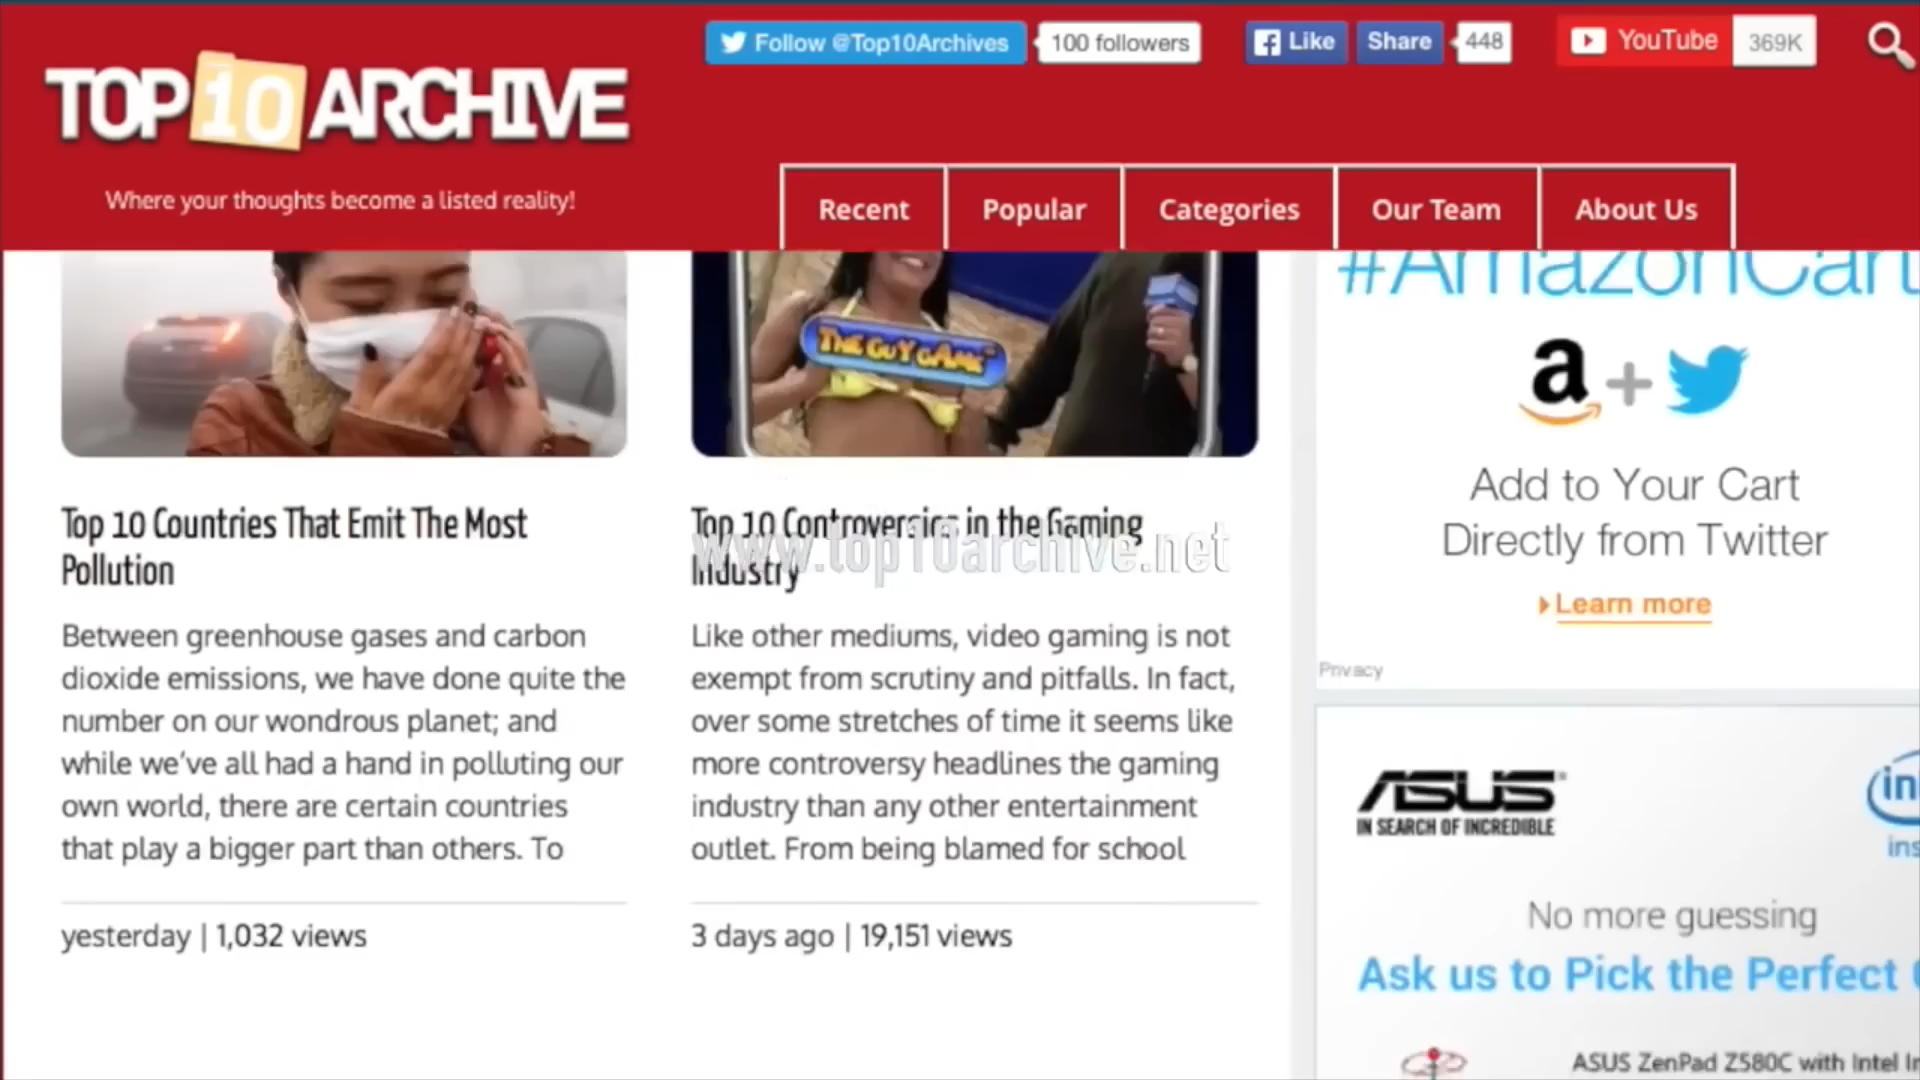 TOP 10 ARCHIVE
Where your thoughts become a listed reality!
Follow @Top10Archives
100 followers
Like
Share
448
YouTube
369K
Recent
Popular
Categories
Our Team
About Us
THE GUY GAME
#AmazonCart
a + 
Add to Your Cart
Directly from Twitter
Learn more
Privacy
Top 10 Countries That Emit The Most
Pollution
Between greenhouse gases and carbon
dioxide emissions, we have done quite the
number on our wondrous planet; and
while we've all had a hand in polluting our
own world, there are certain countries
that play a bigger part than others. To
yesterday | 1,032 views
Top 10 Controversies in the Gaming
Industry
www.top10archive.net
Like other mediums, video gaming is not
exempt from scrutiny and pitfalls. In fact,
over some stretches of time it seems like
more controversy headlines the gaming
industry than any other entertainment
outlet. From being blamed for school
3 days ago | 19,151 views
ASUS
IN SEARCH OF INCREDIBLE
in
ins
No more guessing
Ask us to Pick the Perfect
ASUS ZenPad Z580C with Intel